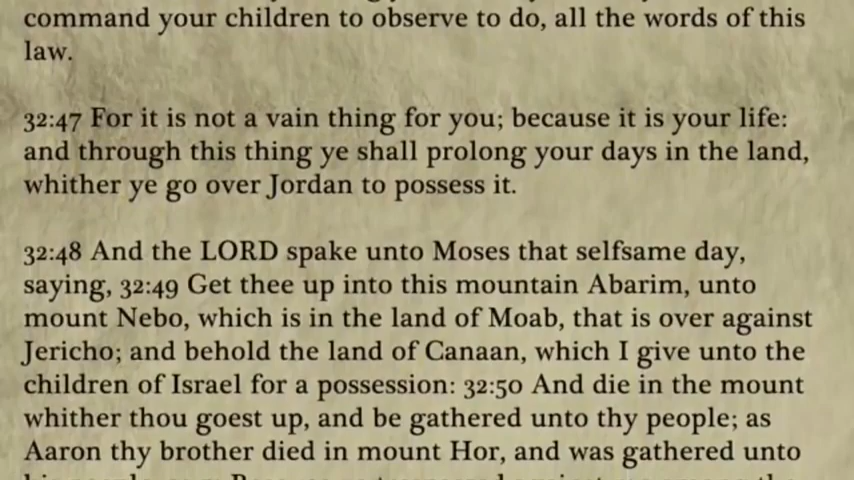 command your children to observe to do, all the words of this
law.
32:47 For it is not a vain thing for you; because it is your life:
and through this thing ye shall prolong your days in the land,
whither ye go over Jordan to possess it.
32:48 And the LORD spake unto Moses that selfsame day,
saying, 32:49 Get thee up into this mountain Abarim, unto
mount Nebo, which is in the land of Moab, that is over against
Jericho; and behold the land of Canaan, which I give unto the
children of Israel for a possession: 32:50 And die in the mount
whither thou goest up, and be gathered unto thy people; as
Aaron thy brother died in mount Hor, and was gathered unto